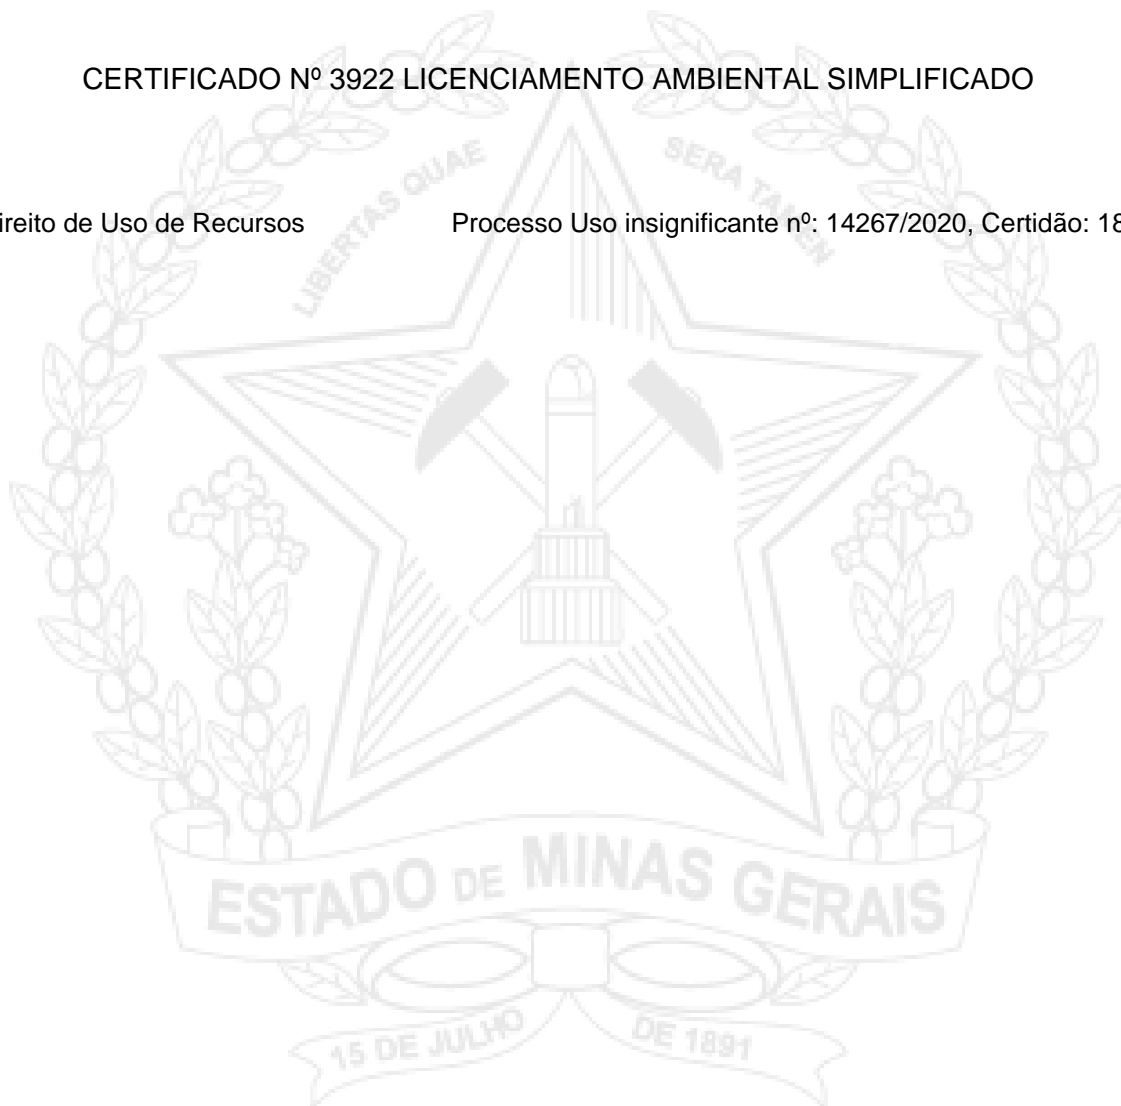 CERTIFICADO Nº 3922 LICENCIAMENTO AMBIENTAL SIMPLIFICADO
LIBERTAS QUAE SERA TAMEN
ireito de Uso de Recursos Processo Uso insignificante nº: 14267/2020, Certidão: 18
ESTADO DE MINAS GERAIS
15 DE JULHO DE 1891